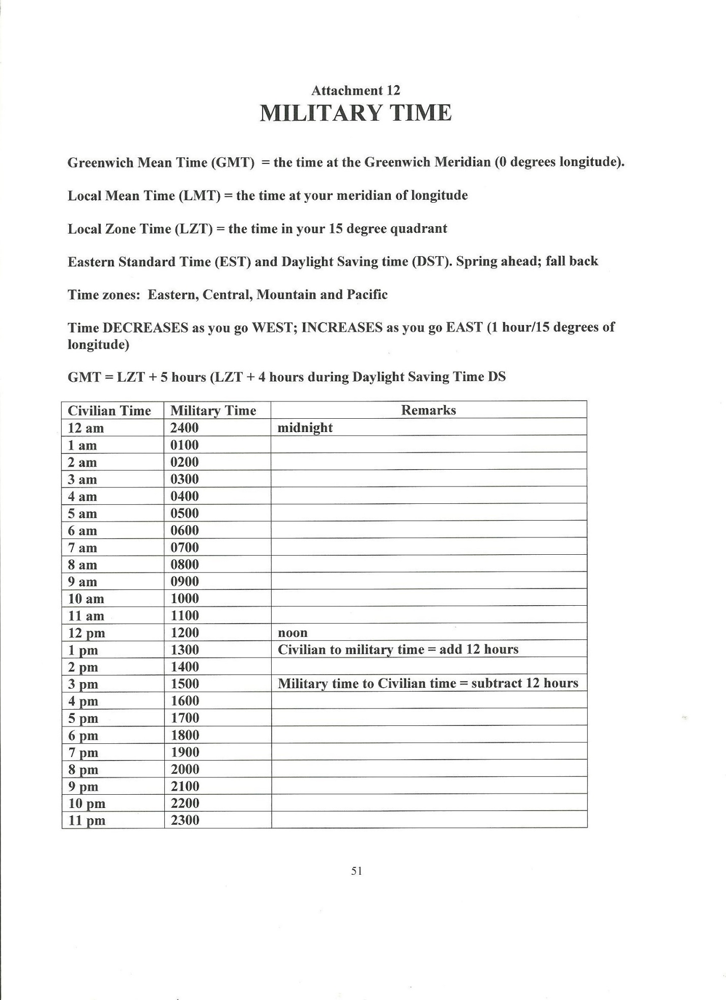 Attachment 12
MILITARY TIME
Greenwich Mean Time (GMT) = the time at the Greenwich Meridian (0 degrees longitude).
Local Mean Time (LMT) = the time at your meridian of longitude
Local Zone Time (LZT) = the time in your 15 degree quadrant
Eastern Standard Time (EST) and Daylight Saving time (DST). Spring ahead; fall back
Time zones: Eastern, Central, Mountain and Pacific
Time DECREASES as you go WEST; INCREASES as you go EAST (1 hour/15 degrees of
longitude)
GMT = LZT + 5 hours (LZT + 4 hours during Daylight Saving Time DS
Civilian Time Military Time Remarks
12 am 2400 midnight
1 am 0100
2 am 0200
3 am 0300
4 am 0400
5 am 0500
6 am 0600
7 am 0700
8 am 0800
9 am 0900
10 am 1000
11 am 1100
12 pm 1200 noon
1 pm 1300 Civilian to military time = add 12 hours
2 pm 1400
3 pm 1500 Military time to Civilian time = subtract 12 hours
4 pm 1600
5 pm 1700
6 pm 1800
7 pm 1900
8 pm 2000
9 pm 2100
10 pm 2200
11 pm 2300
51